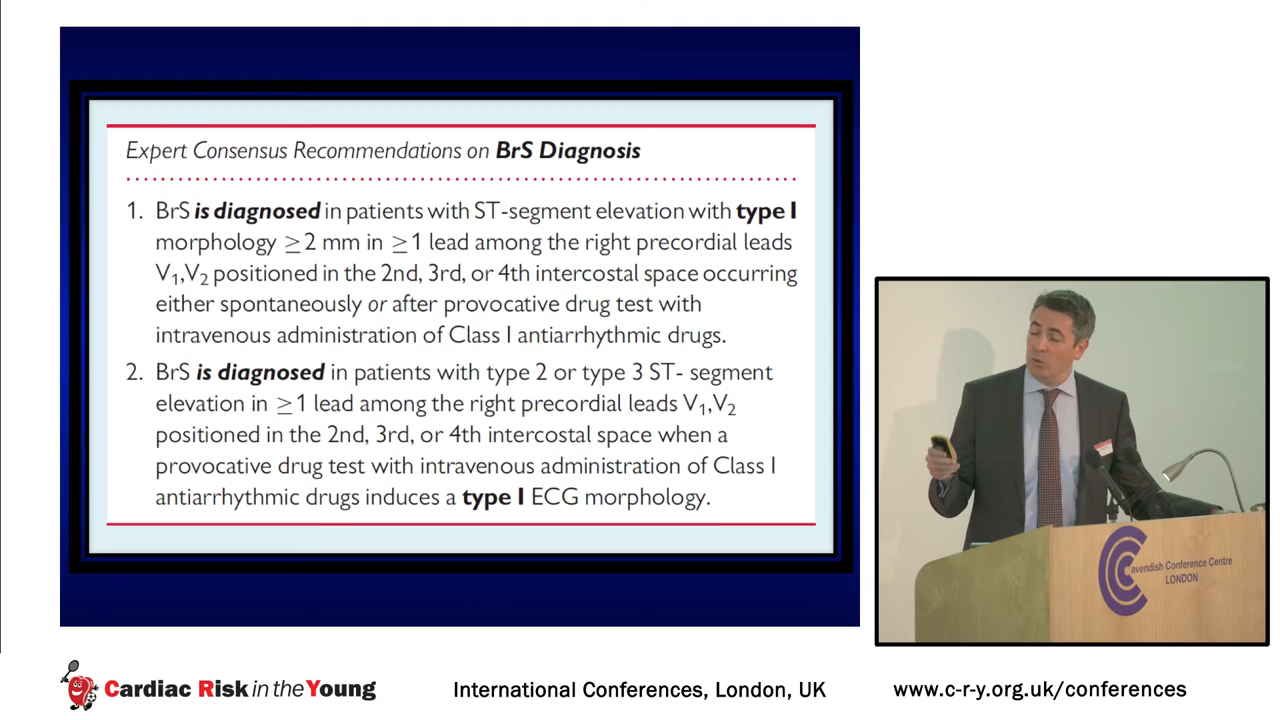 Expert Consensus Recommendations on BrS Diagnosis
1. BrS is diagnosed in patients with ST-segment elevation with type I
morphology ≥2 mm in ≥1 lead among the right precordial leads
V₁,V₂ positioned in the 2nd, 3rd, or 4th intercostal space occurring
either spontaneously or after provocative drug test with
intravenous administration of Class I antiarrhythmic drugs.
2. BrS is diagnosed in patients with type 2 or type 3 ST- segment
elevation in ≥1 lead among the right precordial leads V₁,V₂
positioned in the 2nd, 3rd, or 4th intercostal space when a
provocative drug test with intravenous administration of Class I
antiarrhythmic drugs induces a type I ECG morphology.
avendish Conference Centre
LONDON
Cardiac Risk in the Young
International Conferences, London, UK
www.c-r-y.org.uk/conferences